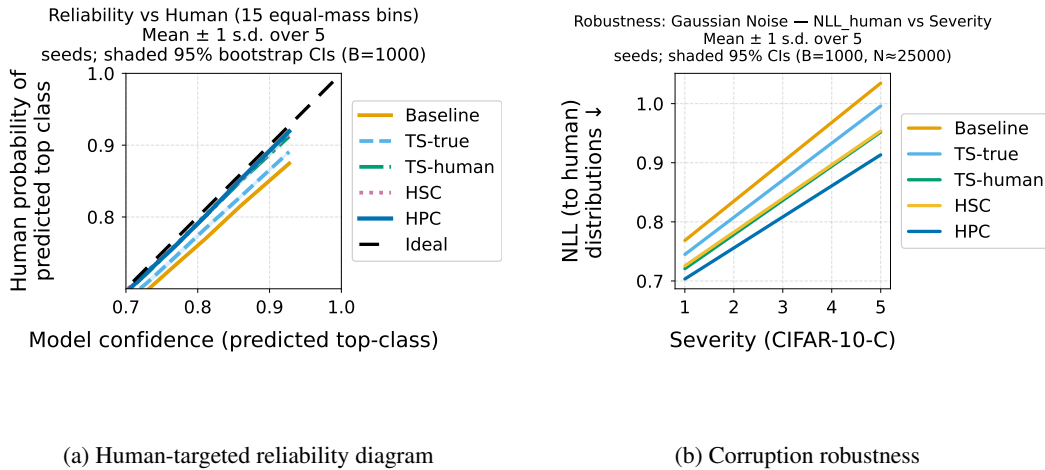 Reliability vs Human (15 equal-mass bins)
Mean ± 1 s.d. over 5
seeds; shaded 95% bootstrap CIs (B=1000)
Human probability of
predicted top class
1.0
0.9
0.8
0.7
0.8
0.9
1.0
Model confidence (predicted top-class)
Baseline
TS-true
TS-human
HSC
HPC
Ideal
(a) Human-targeted reliability diagram
Robustness: Gaussian Noise — NLL_human vs Severity
Mean ± 1 s.d. over 5
seeds; shaded 95% CIs (B=1000, N≈25000)
NLL (to human)
distributions ↓
1.0
0.9
0.8
0.7
1
2
3
4
5
Severity (CIFAR-10-C)
Baseline
TS-true
TS-human
HSC
HPC
(b) Corruption robustness